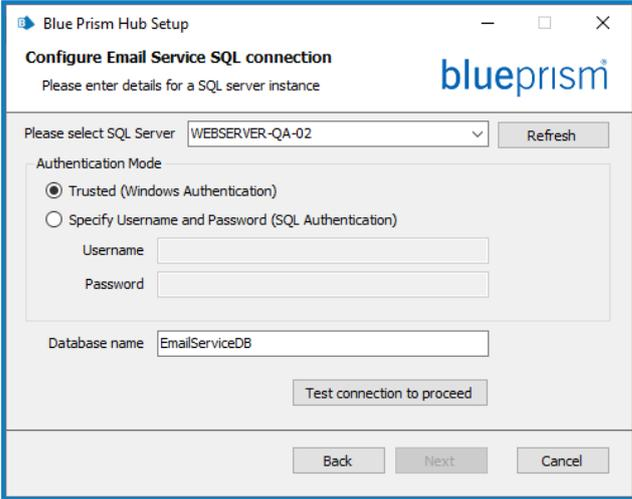 Blue Prism Hub Setup
Configure Email Service SQL connection
Please enter details for a SQL server instance
blueprism
Please select SQL Server WEBSERVER-QA-02 Refresh
Authentication Mode
Trusted (Windows Authentication)
Specify Username and Password (SQL Authentication)
Username
Password
Database name EmailServiceDB
Test connection to proceed
Back Next Cancel